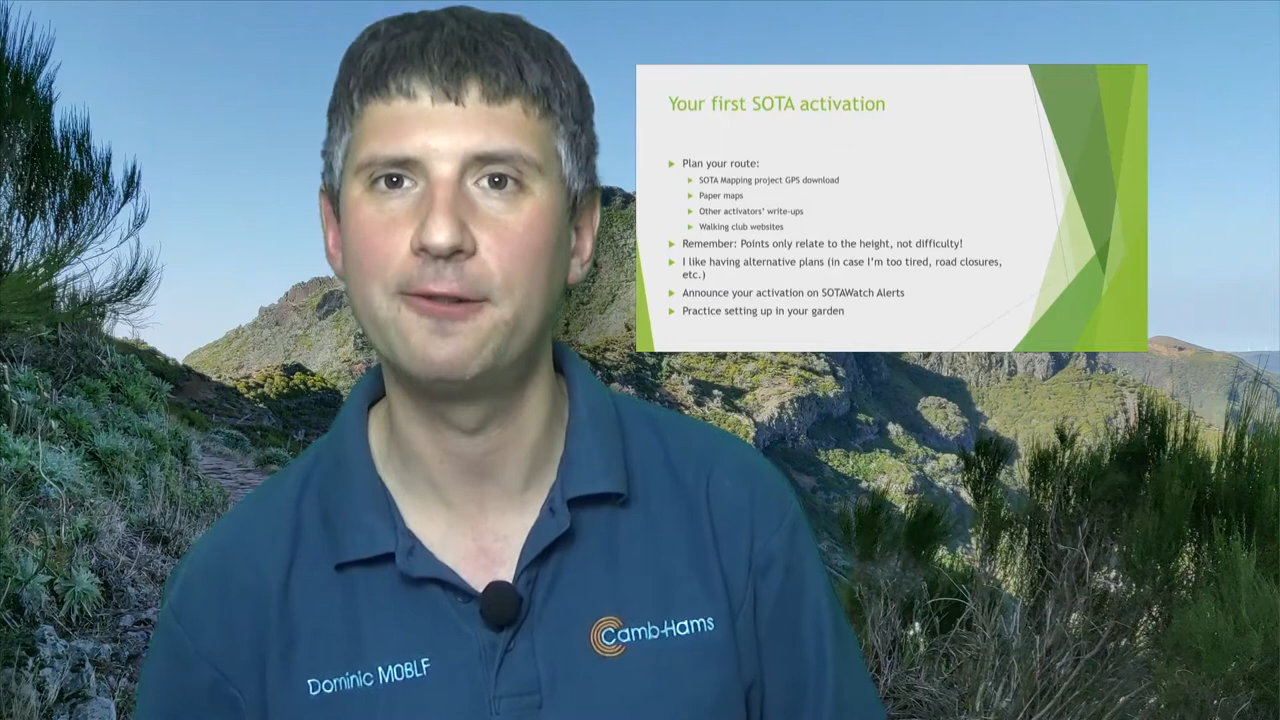 Your first SOTA activation
Plan your route:
SOTA Mapping project GPS download
Paper maps
Other activators' write-ups
Walking club websites
Remember: Points only relate to the height, not difficulty!
I like having alternative plans (in case I'm too tired, road closures,
etc.)
Announce your activation on SOTAWatch Alerts
Practice setting up in your garden
Camb-Hams
Dominic M0BLF